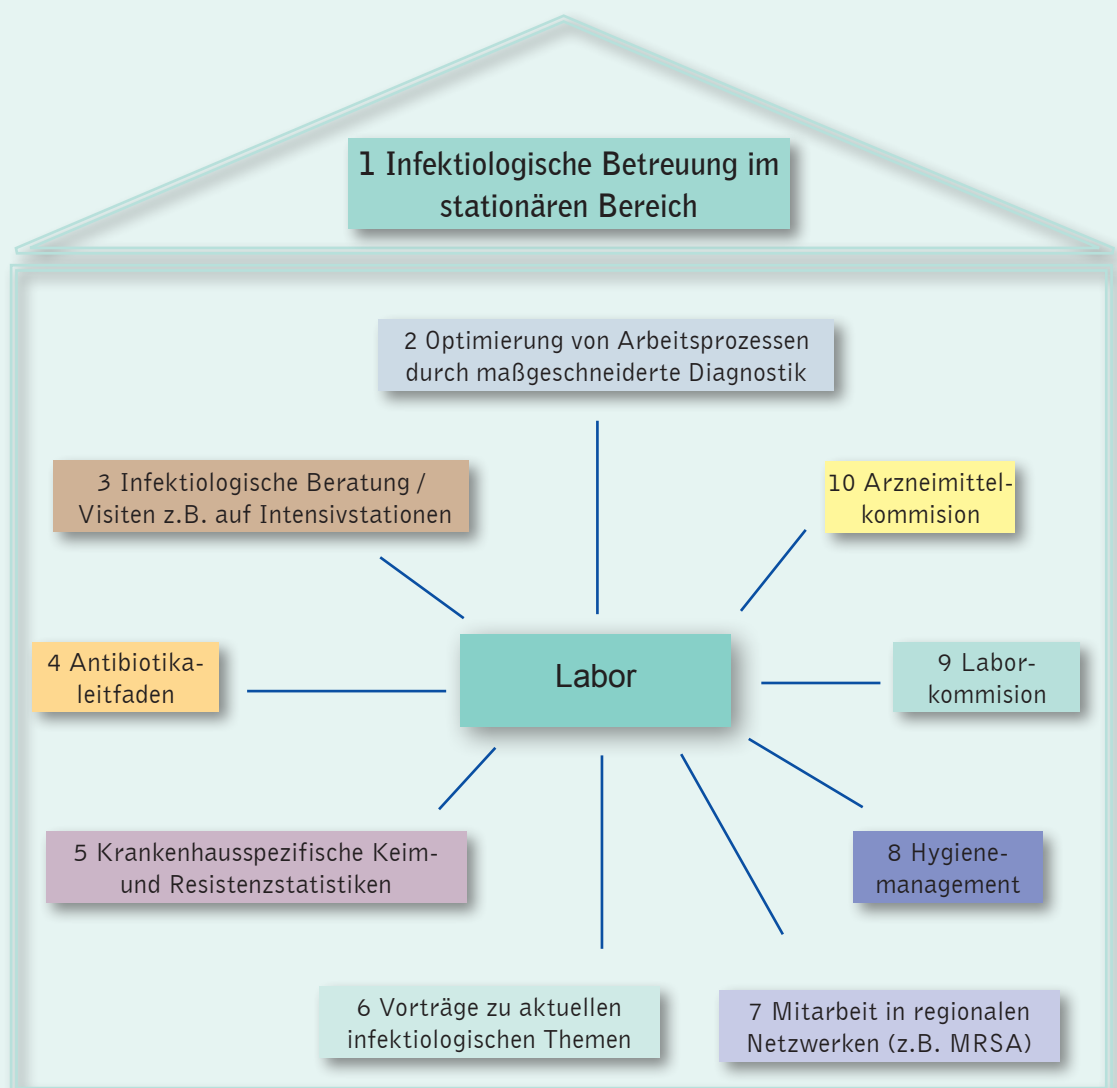 1 Infektiologische Betreuung im
stationären Bereich
2 Optimierung von Arbeitsprozessen
durch maßgeschneiderte Diagnostik
3 Infektiologische Beratung /
Visiten z.B. auf Intensivstationen
10 Arzneimittel-
kommision
4 Antibiotika-
leitfaden
Labor
9 Labor-
kommision
5 Krankenhausspezifische Keim-
und Resistenzstatistiken
8 Hygiene-
management
6 Vorträge zu aktuellen
infektiologischen Themen
7 Mitarbeit in regionalen
Netzwerken (z.B. MRSA)